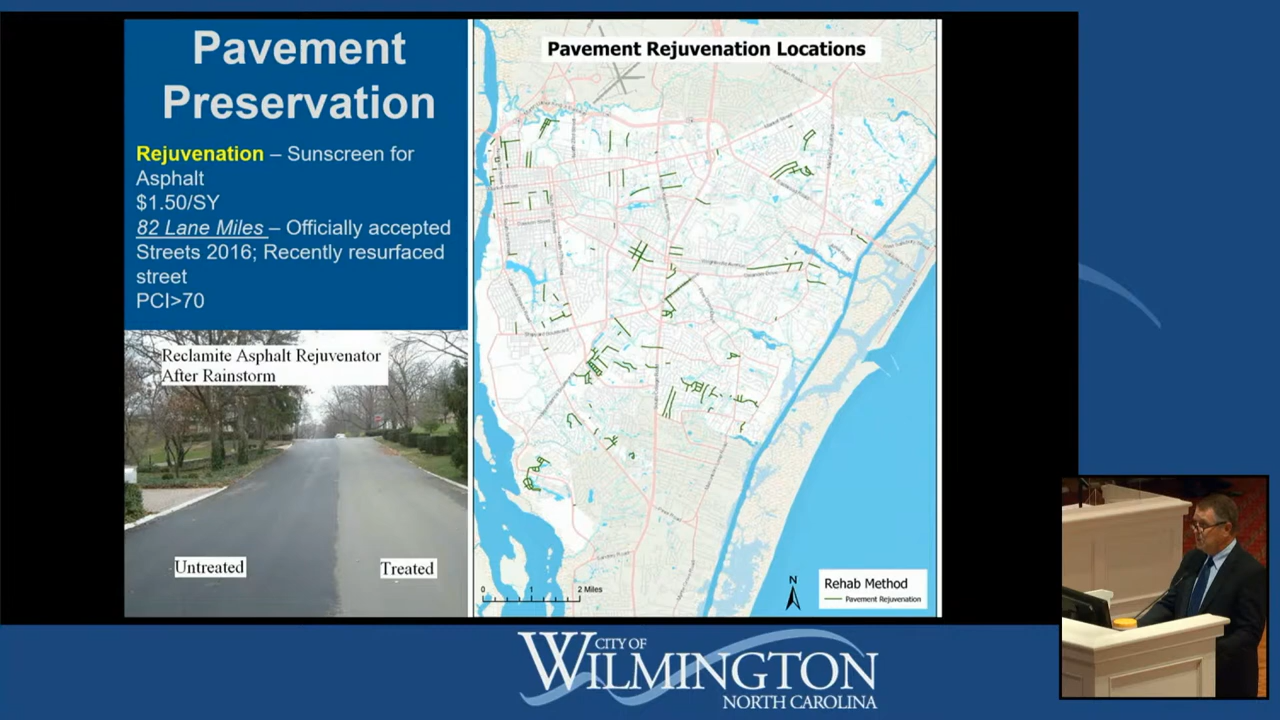 Pavement
Preservation
Rejuvenation – Sunscreen for
Asphalt
$1.50/SY
82 Lane Miles – Officially accepted
Streets 2016; Recently resurfaced
street
PCI>70
Reclamite Asphalt Rejuvenator
After Rainstorm
Untreated
Treated
Pavement Rejuvenation Locations
0 1 2 Miles
N
Rehab Method
Pavement Rejuvenation
CITY OF
WILMINGTON
NORTH CAROLINA